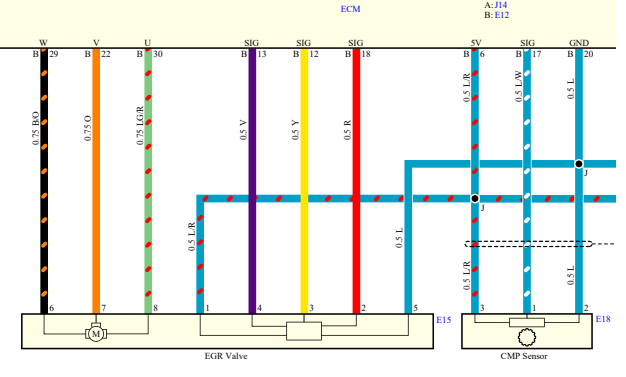 ECM
A: J14
B: E12
W V U SIG SIG SIG 5V SIG GND
B 29 B 22 B 30 B 13 B 12 B 18 B 6 B 17 B 20
0.75 B/O 0.75 O 0.75 LG/R 0.5 V 0.5 Y 0.5 R 0.5 L/R 0.5 L/W 0.5 L
J
J
0.5 L/R 0.5 L 0.5 L/R 0.5 L
6 7 8 1 4 3 2 5 3 1 2
E15 E18
M
EGR Valve CMP Sensor